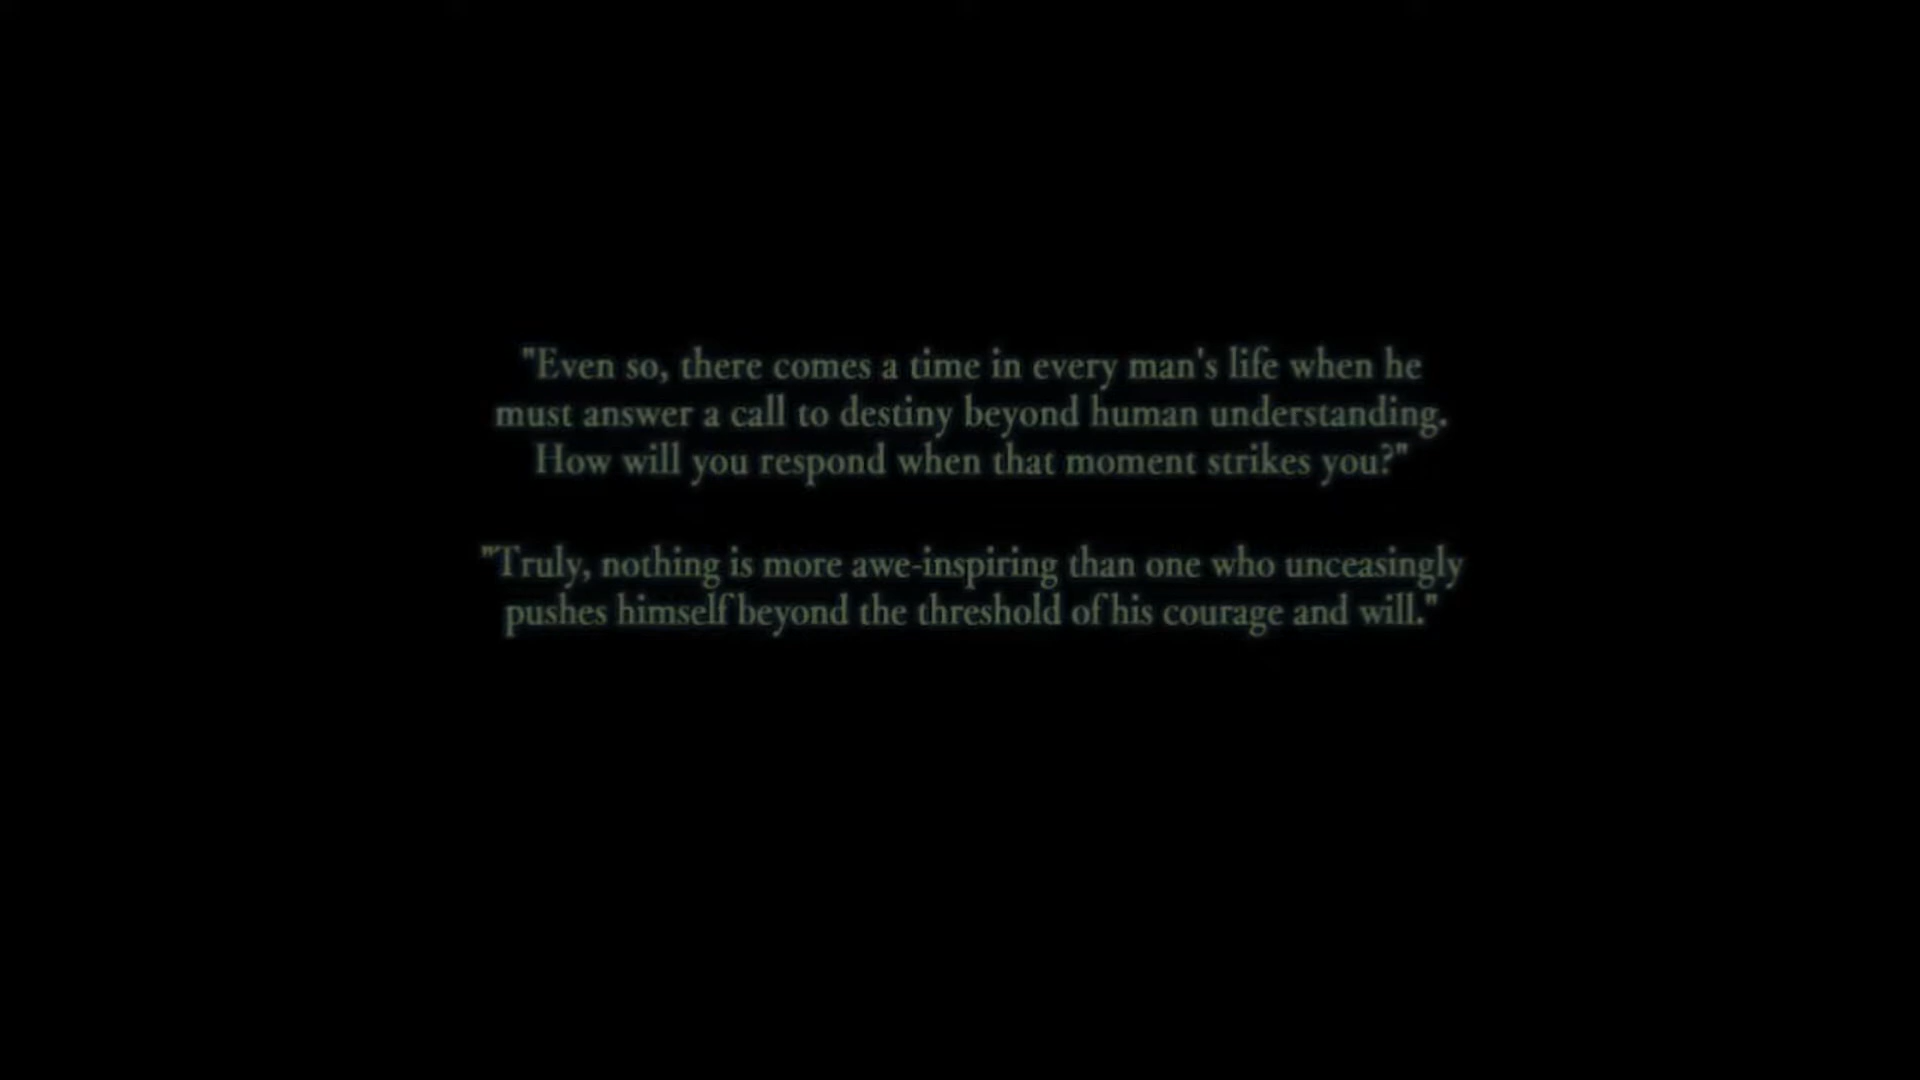 "Even so, there comes a time in every man's life when he
must answer a call to destiny beyond human understanding.
How will you respond when that moment strikes you?"
"Truly, nothing is more awe-inspiring than one who unceasingly
pushes himself beyond the threshold of his courage and will."